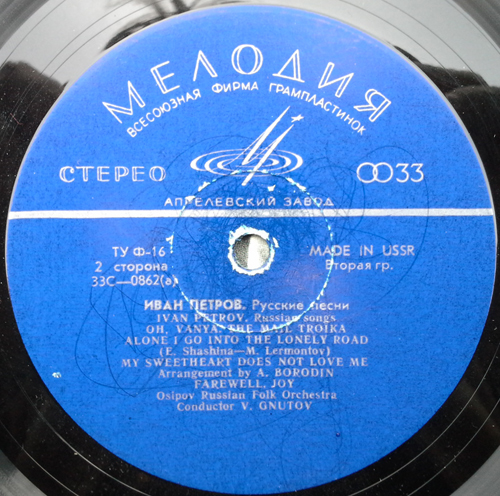 МЕЛОДИЯ
ВСЕСОЮЗНАЯ ФИРМА ГРАМПЛАСТИНОК
СТЕРЕО
33
АПРЕЛЕВСКИЙ ЗАВОД
ТУ Ф-16
MADE IN USSR
2 сторона
Вторая гр.
33С—0862(а)
ИВАН ПЕТРОВ. Русские песни
IVAN PETROV. Russian songs
OH, VANYA. THE MAIL TROIKA
ALONE I GO INTO THE LONELY ROAD
(E. Shashina—M. Lermontov)
MY SWEETHEART DOES NOT LOVE ME
Arrangement by A. BORODIN
FAREWELL, JOY
Osipov Russian Folk Orchestra
Conductor V. GNUTOV